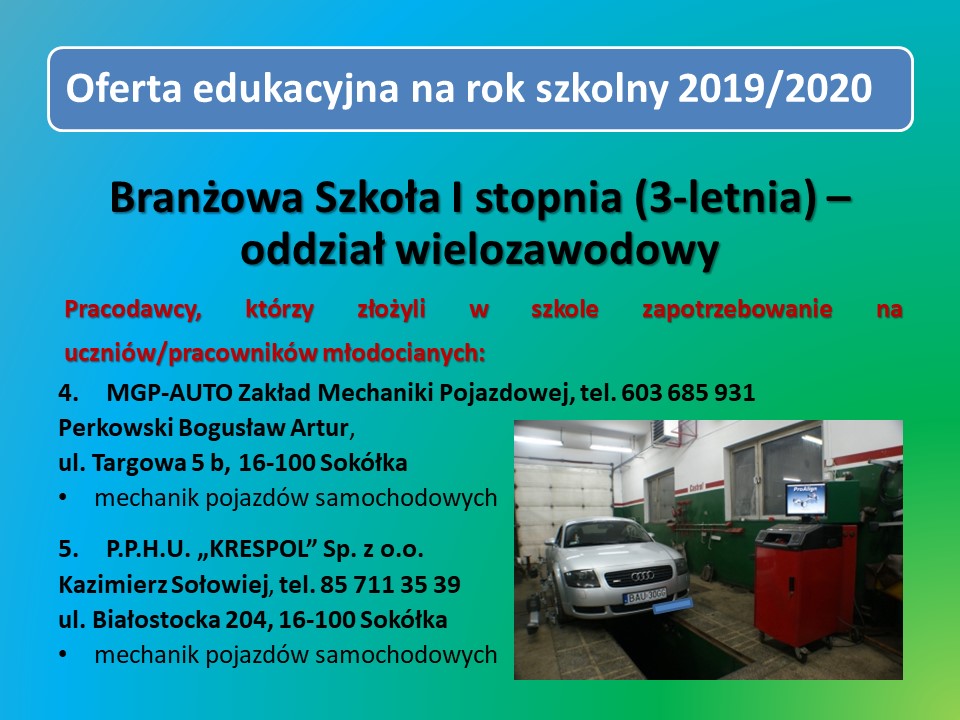 Oferta edukacyjna na rok szkolny 2019/2020
Branżowa Szkoła I stopnia (3-letnia) –
oddział wielozawodowy
Pracodawcy, którzy złożyli w szkole zapotrzebowanie na
uczniów/pracowników młodocianych:
4. MGP-AUTO Zakład Mechaniki Pojazdowej, tel. 603 685 931
Perkowski Bogusław Artur,
ul. Targowa 5 b, 16-100 Sokółka
• mechanik pojazdów samochodowych
5. P.P.H.U. „KRESPOL” Sp. z o.o.
Kazimierz Sołowiej, tel. 85 711 35 39
ul. Białostocka 204, 16-100 Sokółka
• mechanik pojazdów samochodowych
Castrol
ProAlign
BAU·30GG